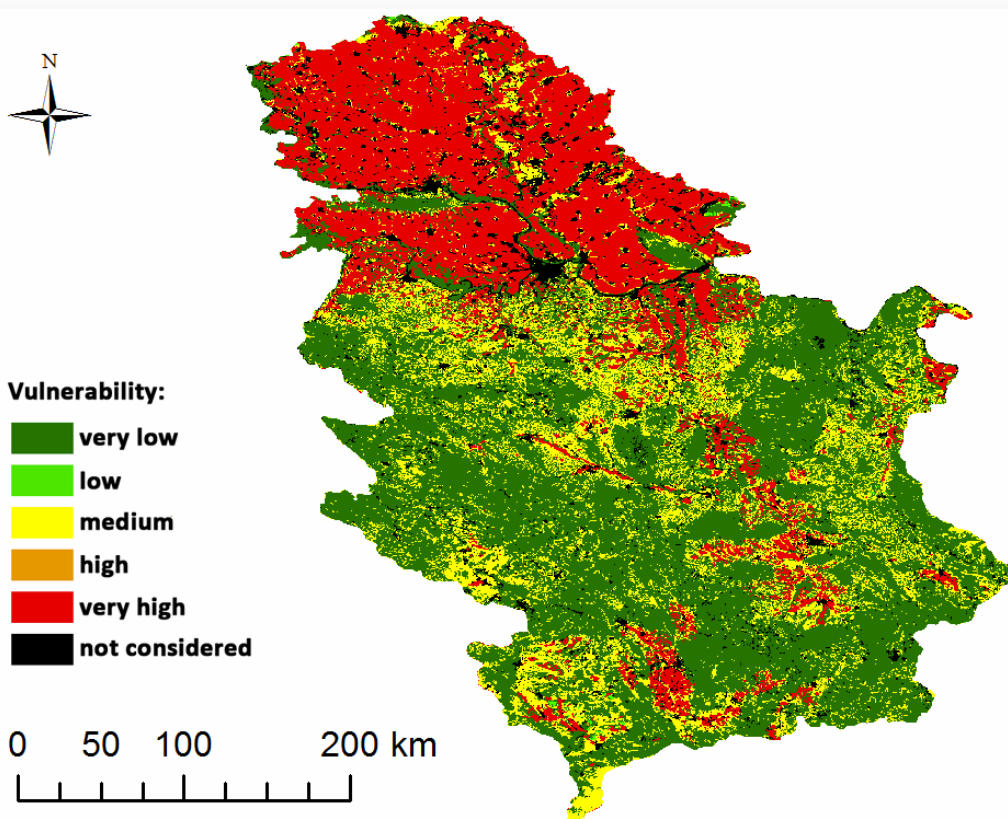 N
Vulnerability:
very low
low
medium
high
very high
not considered
0 50 100 200 km